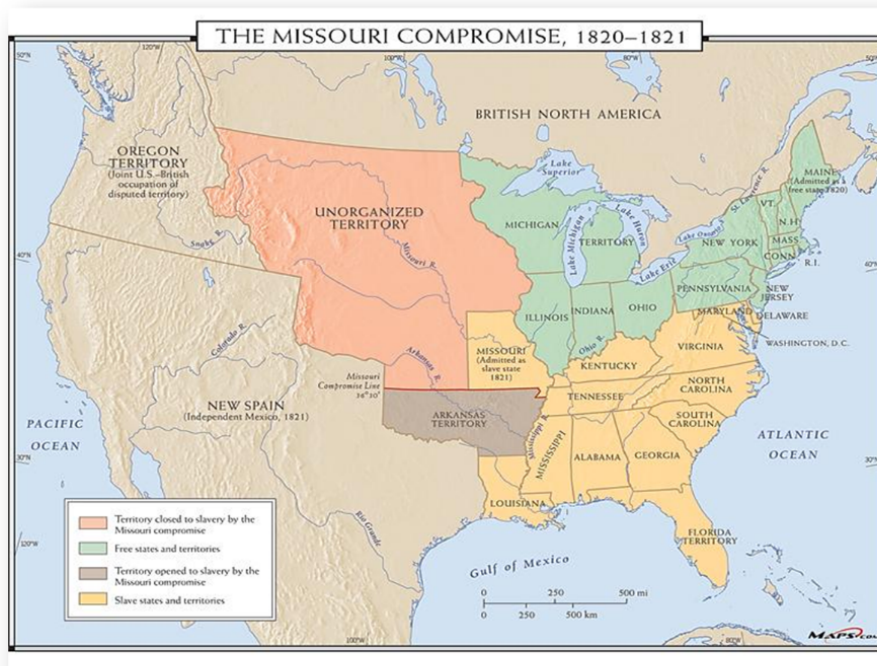 THE MISSOURI COMPROMISE, 1820–1821
120°W
100°W
80°W
50°N
50°N
BRITISH NORTH AMERICA
OREGON
TERRITORY
(Joint U.S.–British
occupation of
disputed territory)
Lake
Superior
St. Lawrence R.
MAINE
(Admitted as a
free state 1820)
UNORGANIZED
TERRITORY
MICHIGAN
TERRITORY
Lake Michigan
Lake Huron
Lake Ontario
Lake Erie
VT.
N.H.
NEW YORK
MASS.
CONN.
R.I.
Snake R.
Missouri R.
40°N
40°N
PENNSYLVANIA
NEW
JERSEY
ILLINOIS
INDIANA
OHIO
MARYLAND
DELAWARE
WASHINGTON, D.C.
Colorado R.
Ohio R.
VIRGINIA
MISSOURI
(Admitted as
slave state
1821)
KENTUCKY
Arkansas R.
Missouri
Compromise Line
36°30'
NORTH
CAROLINA
TENNESSEE
NEW SPAIN
(Independent Mexico, 1821)
ARKANSAS
TERRITORY
SOUTH
CAROLINA
PACIFIC
OCEAN
ATLANTIC
OCEAN
Mississippi R.
MISSISSIPPI
ALABAMA
GEORGIA
30°N
30°N
LOUISIANA
FLORIDA
TERRITORY
Rio Grande
Gulf of Mexico
Territory closed to slavery by the
Missouri compromise
Free states and territories
Territory opened to slavery by the
Missouri compromise
Slave states and territories
120°W
0 250 500 mi
0 250 500 km
100°W
80°W